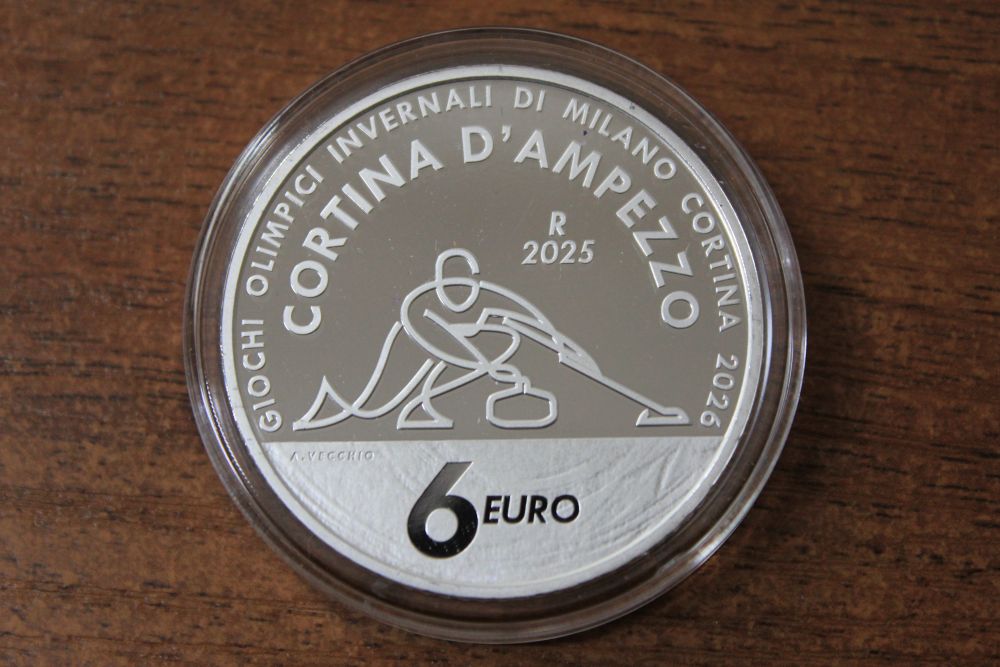 GIOCHI OLIMPICI INVERNALI DI MILANO CORTINA 2026
CORTINA D'AMPEZZO
R
2025
A.VECCHIO
6 EURO